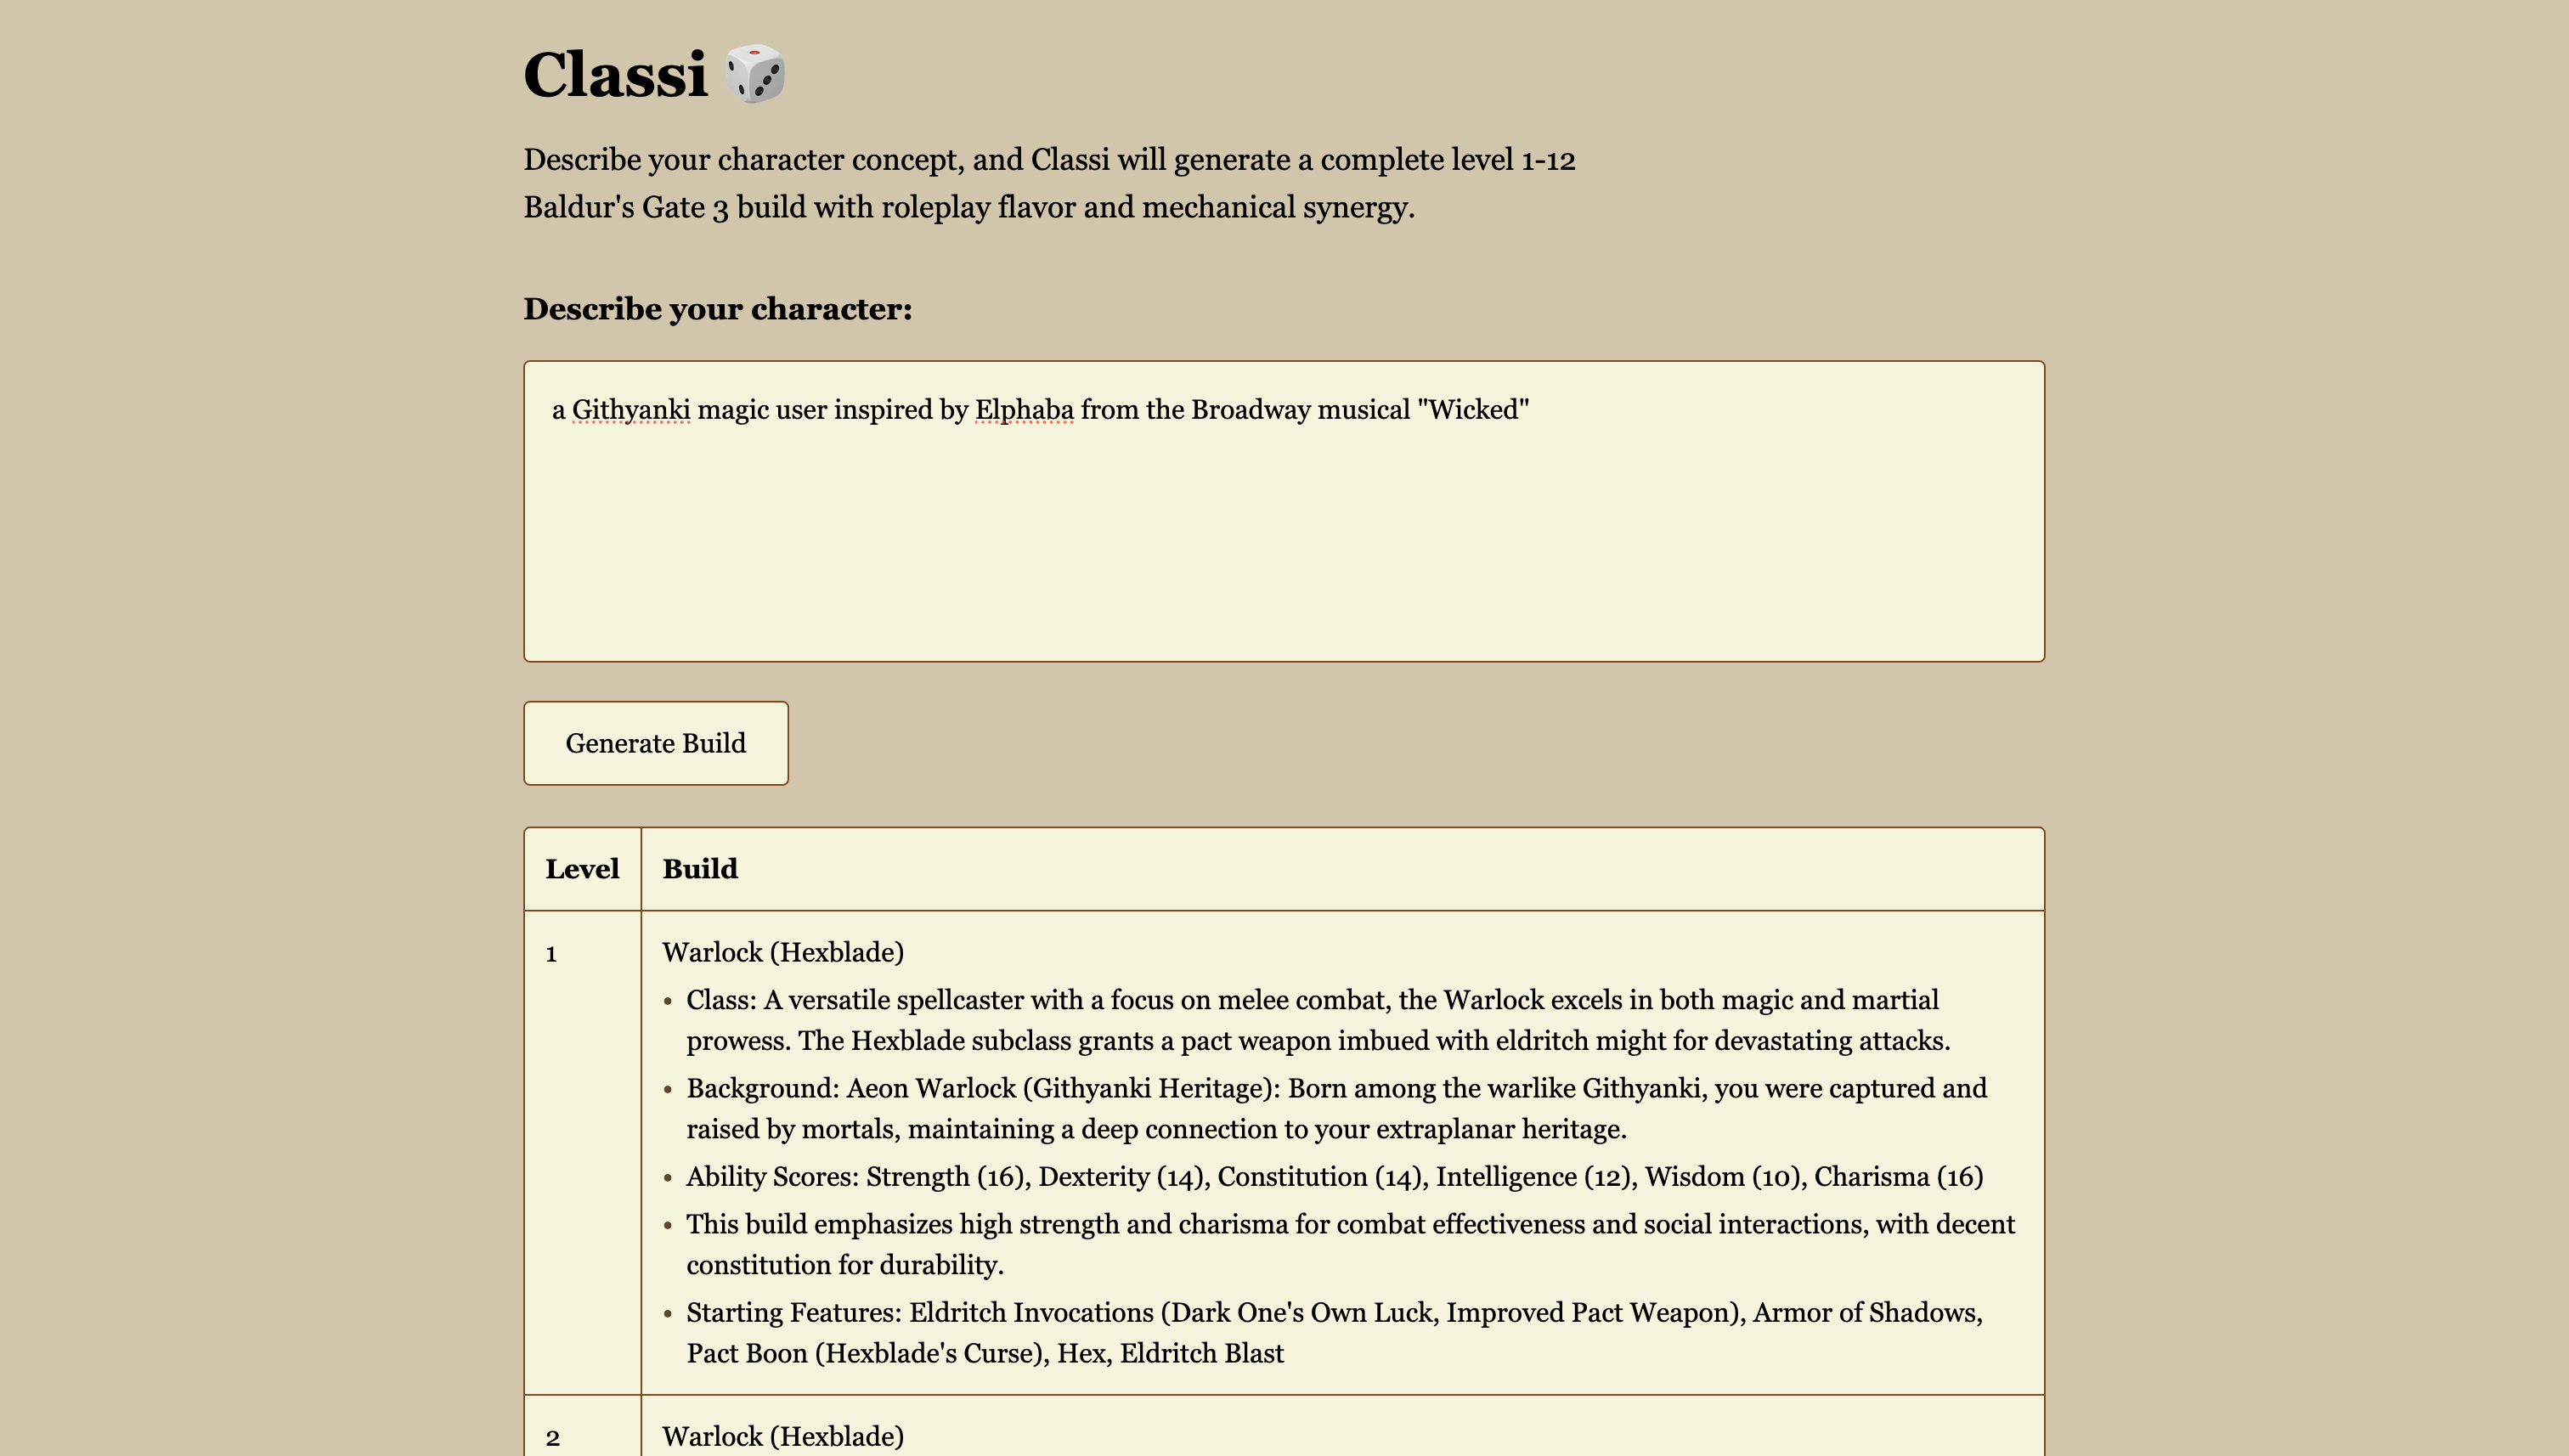 Classi
Describe your character concept, and Classi will generate a complete level 1-12
Baldur's Gate 3 build with roleplay flavor and mechanical synergy.
Describe your character:
a Githyanki magic user inspired by Elphaba from the Broadway musical "Wicked"
Generate Build
Level Build
1 Warlock (Hexblade)
• Class: A versatile spellcaster with a focus on melee combat, the Warlock excels in both magic and martial
prowess. The Hexblade subclass grants a pact weapon imbued with eldritch might for devastating attacks.
• Background: Aeon Warlock (Githyanki Heritage): Born among the warlike Githyanki, you were captured and
raised by mortals, maintaining a deep connection to your extraplanar heritage.
• Ability Scores: Strength (16), Dexterity (14), Constitution (14), Intelligence (12), Wisdom (10), Charisma (16)
• This build emphasizes high strength and charisma for combat effectiveness and social interactions, with decent
constitution for durability.
• Starting Features: Eldritch Invocations (Dark One's Own Luck, Improved Pact Weapon), Armor of Shadows,
Pact Boon (Hexblade's Curse), Hex, Eldritch Blast
2 Warlock (Hexblade)